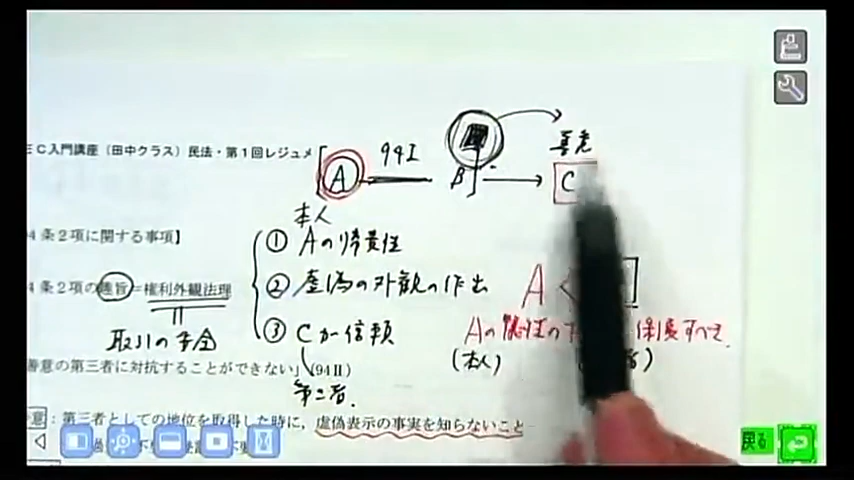 善意
EC入門講座(田中クラス)民法・第1回レジュメ
A 94I B C
本人
4条2項に関する事項】
① Aの帰責性
4条2項の趣旨=権利外観法理
② 虚偽の外観の作出
A < 
取引の安全
③ Cが信頼
Aの犠牲の下 保護すべき
(本人)
善意の第三者に対抗することができない」(94Ⅱ)
第三者
意:第三者としての地位を取得した時に、虚偽表示の事実を知らないこと
戻る